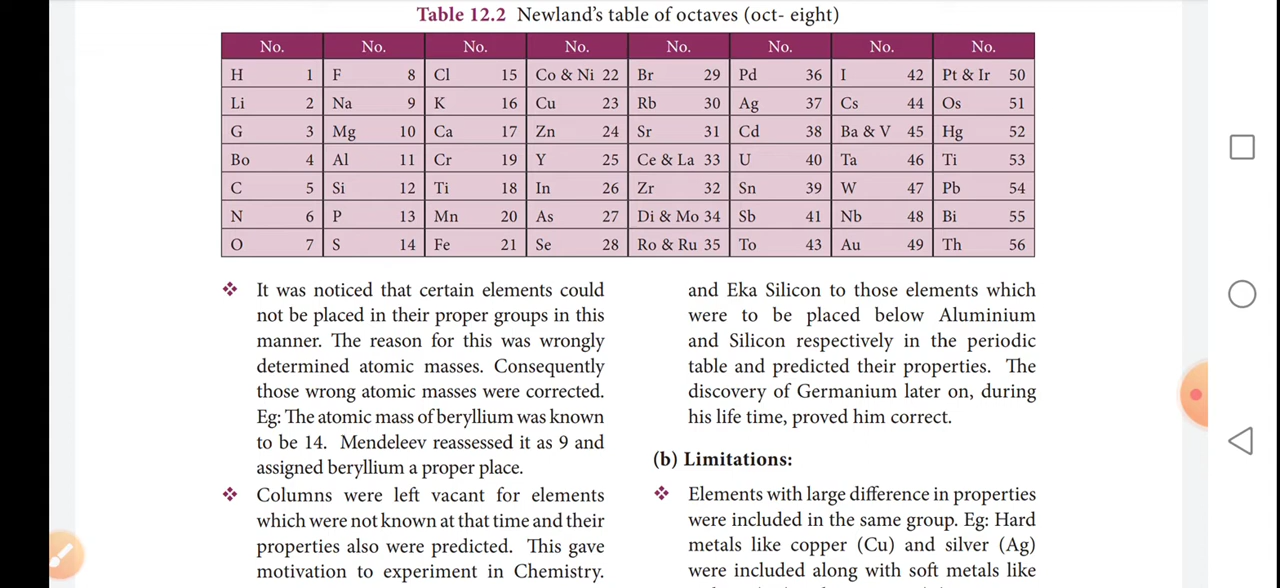 Table 12.2 Newland's table of octaves (oct- eight)
No. No. No. No. No. No. No. No.
H 1 F 8 Cl 15 Co & Ni 22 Br 29 Pd 36 I 42 Pt & Ir 50
Li 2 Na 9 K 16 Cu 23 Rb 30 Ag 37 Cs 44 Os 51
G 3 Mg 10 Ca 17 Zn 24 Sr 31 Cd 38 Ba & V 45 Hg 52
Bo 4 Al 11 Cr 19 Y 25 Ce & La 33 U 40 Ta 46 Ti 53
C 5 Si 12 Ti 18 In 26 Zr 32 Sn 39 W 47 Pb 54
N 6 P 13 Mn 20 As 27 Di & Mo 34 Sb 41 Nb 48 Bi 55
O 7 S 14 Fe 21 Se 28 Ro & Ru 35 To 43 Au 49 Th 56
❖ It was noticed that certain elements could
not be placed in their proper groups in this
manner. The reason for this was wrongly
determined atomic masses. Consequently
those wrong atomic masses were corrected.
Eg: The atomic mass of beryllium was known
to be 14. Mendeleev reassessed it as 9 and
assigned beryllium a proper place.
❖ Columns were left vacant for elements
which were not known at that time and their
properties also were predicted. This gave
motivation to experiment in Chemistry.
and Eka Silicon to those elements which
were to be placed below Aluminium
and Silicon respectively in the periodic
table and predicted their properties. The
discovery of Germanium later on, during
his life time, proved him correct.
(b) Limitations:
❖ Elements with large difference in properties
were included in the same group. Eg: Hard
metals like copper (Cu) and silver (Ag)
were included along with soft metals like